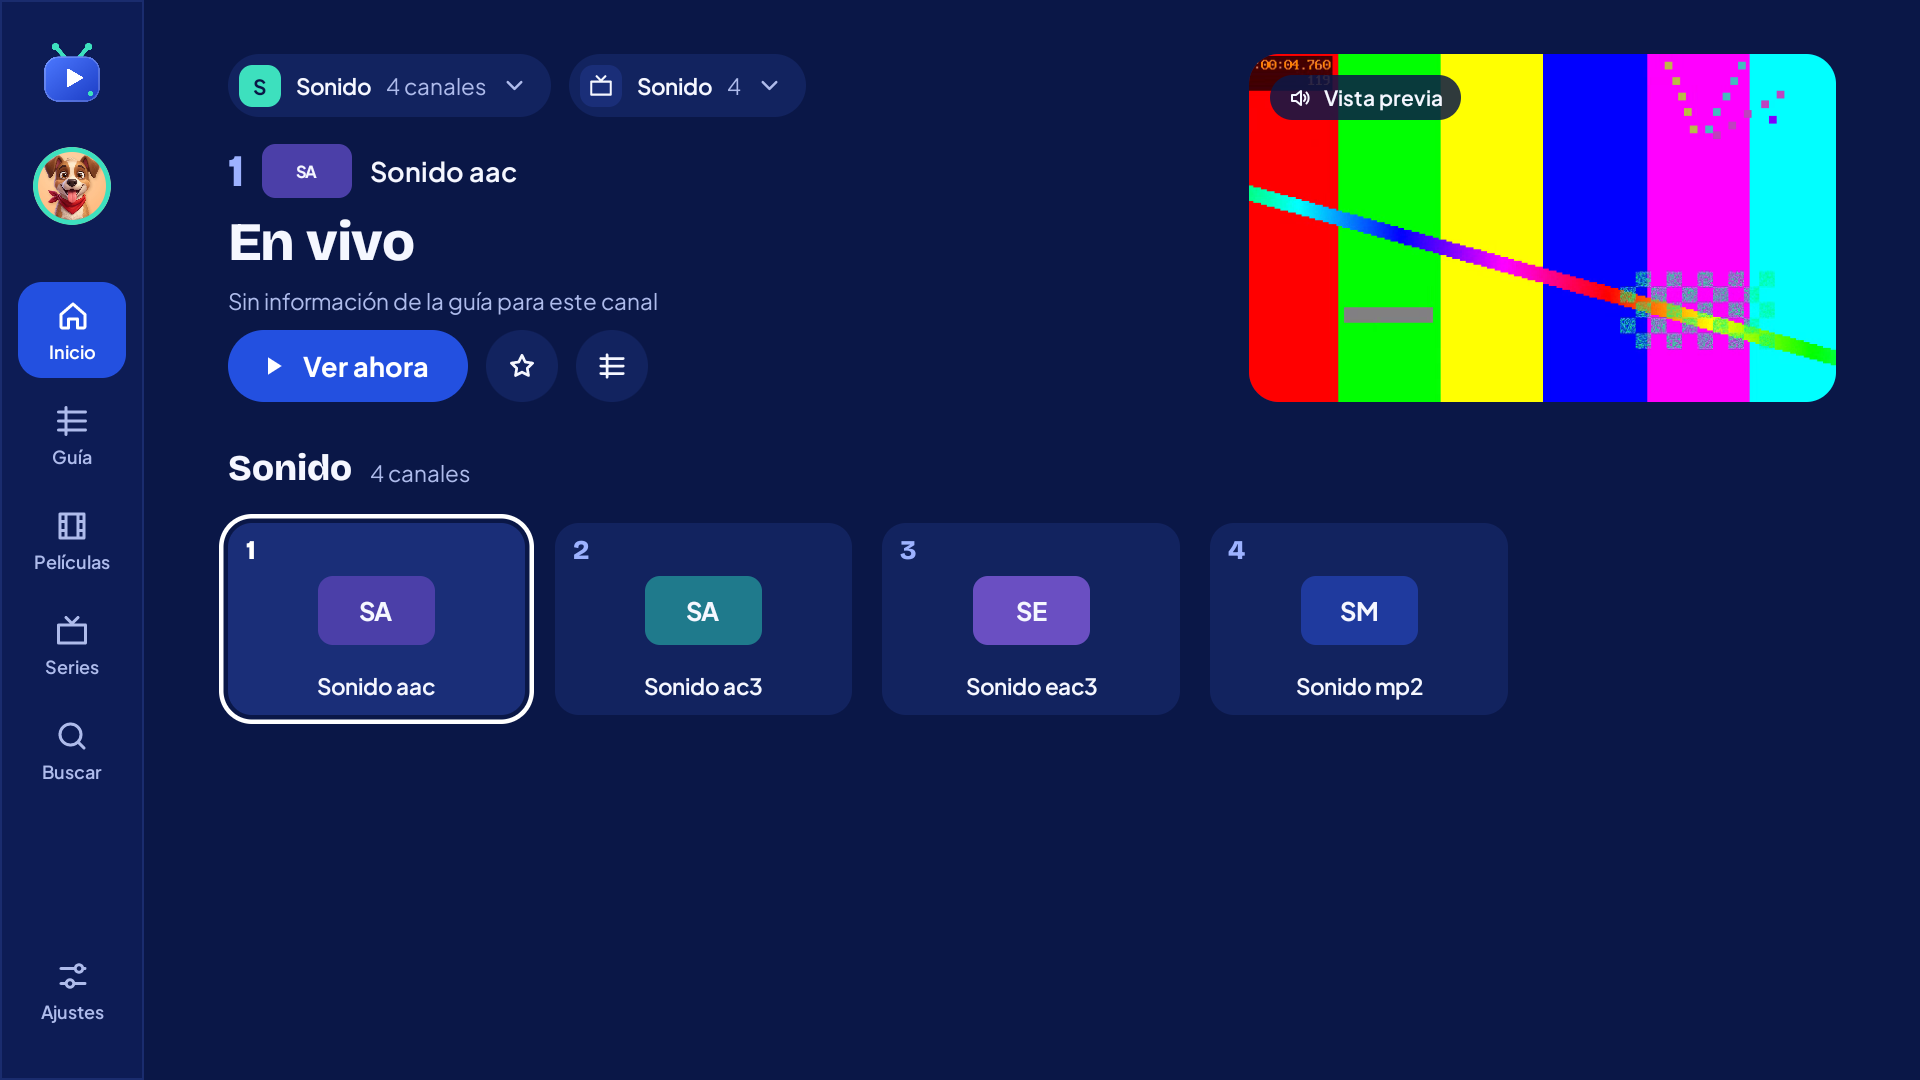 S Sonido 4 canales
Sonido 4
1 SA Sonido aac
En vivo
Sin información de la guía para este canal
Ver ahora
:00:04.760
119
Vista previa
Inicio
Guía
Películas
Series
Buscar
Ajustes
Sonido 4 canales
1
SA
Sonido aac
2
SA
Sonido ac3
3
SE
Sonido eac3
4
SM
Sonido mp2